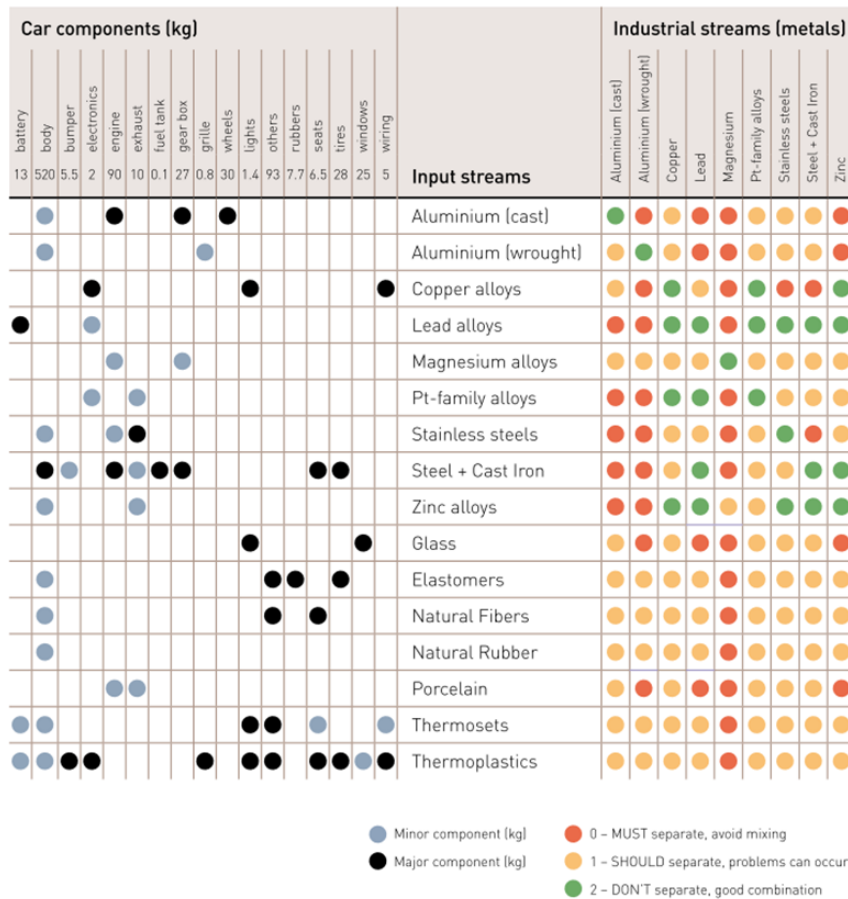 Car components (kg)
Industrial streams (metals)
battery
body
bumper
electronics
engine
exhaust
fuel tank
gear box
grille
wheels
lights
others
rubbers
seats
tires
windows
wiring
Aluminium (cast)
Aluminium (wrought)
Copper
Lead
Magnesium
Pt-family alloys
Stainless steels
Steel + Cast Iron
Zinc
13 520 5.5 2 90 10 0.1 27 0.8 30 1.4 93 7.7 6.5 28 25 5
Input streams
Aluminium (cast)
Aluminium (wrought)
Copper alloys
Lead alloys
Magnesium alloys
Pt-family alloys
Stainless steels
Steel + Cast Iron
Zinc alloys
Glass
Elastomers
Natural Fibers
Natural Rubber
Porcelain
Thermosets
Thermoplastics
Minor component (kg)
Major component (kg)
0 – MUST separate, avoid mixing
1 – SHOULD separate, problems can occur
2 – DON'T separate, good combination